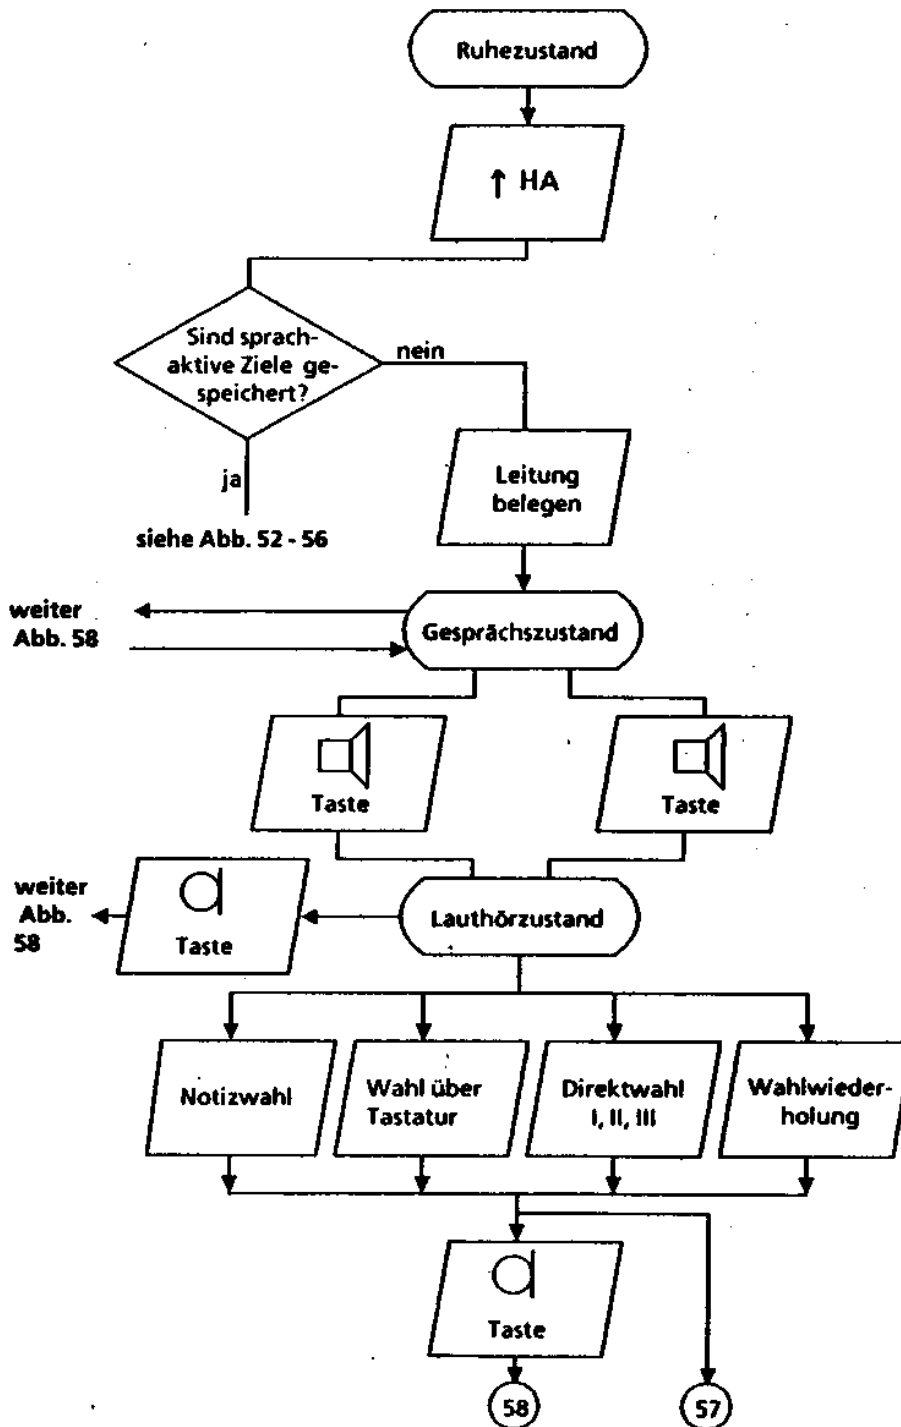 Ruhezustand
↑ HA
Sind sprach-
aktive Ziele ge-
speichert?
nein
ja
siehe Abb. 52 - 56
Leitung
belegen
weiter
Abb. 58
Gesprächszustand
Taste
Taste
weiter
Abb.
58
Taste
Lauthörzustand
Notizwahl
Wahl über
Tastatur
Direktwahl
I, II, III
Wahlwieder-
holung
Taste
58
57